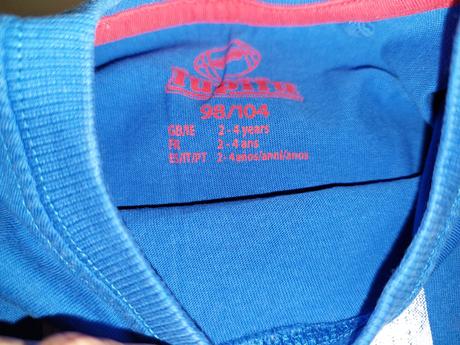 lupilu
98/104
GB/IE 2 - 4 years
FR 2 - 4 ans
ES/IT/PT 2 - 4 años/anni/anos